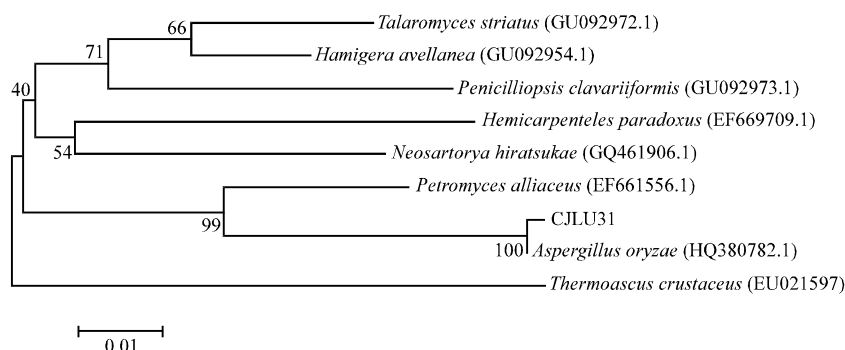 66
Talaromyces striatus (GU092972.1)
71
Hamigera avellanea (GU092954.1)
Penicilliopsis clavariiformis (GU092973.1)
40
Hemicarpenteles paradoxus (EF669709.1)
54
Neosartorya hiratsukae (GQ461906.1)
Petromyces alliaceus (EF661556.1)
99
CJLU31
100
Aspergillus oryzae (HQ380782.1)
Thermoascus crustaceus (EU021597)
0.01